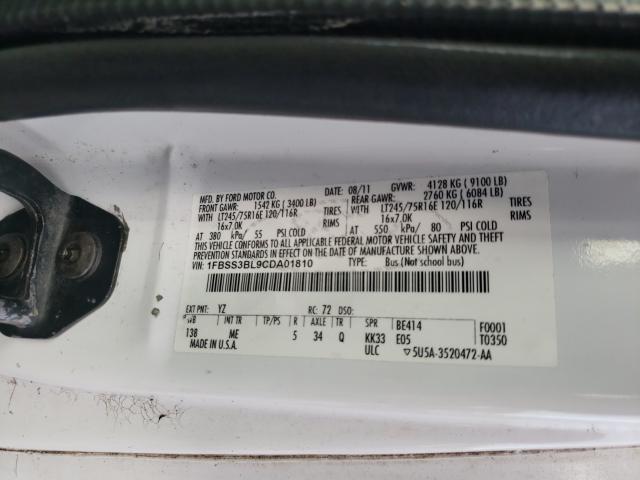 MFD. BY FORD MOTOR CO. 08/11 GVWR: 4128 KG ( 9100 LB)
FRONT GAWR: 1542 KG ( 3400 LB) REAR GAWR: 2760 KG ( 6084 LB)
WITH LT245/75R16E 120/116R TIRES WITH LT245/75R16E 120/116R TIRES
16x7.0K RIMS 16x7.0K RIMS
AT 380 kPa/ 55 PSI COLD AT 550 kPa/ 80 PSI COLD
THIS VEHICLE CONFORMS TO ALL APPLICABLE FEDERAL MOTOR VEHICLE SAFETY AND THEFT
PREVENTION STANDARDS IN EFFECT ON THE DATE OF MANUFACTURE SHOWN ABOVE.
VIN: 1FBSS3BL9CDA01810 TYPE: Bus (Not school bus)
EXT PNT: YZ RC: 72 DSO:
WB INT TR TP/PS R AXLE TR SPR BE414 F0001
138 ME 5 34 Q KK33 E05 T0350
MADE IN U.S.A. ULC ▽5U5A-3520472-AA